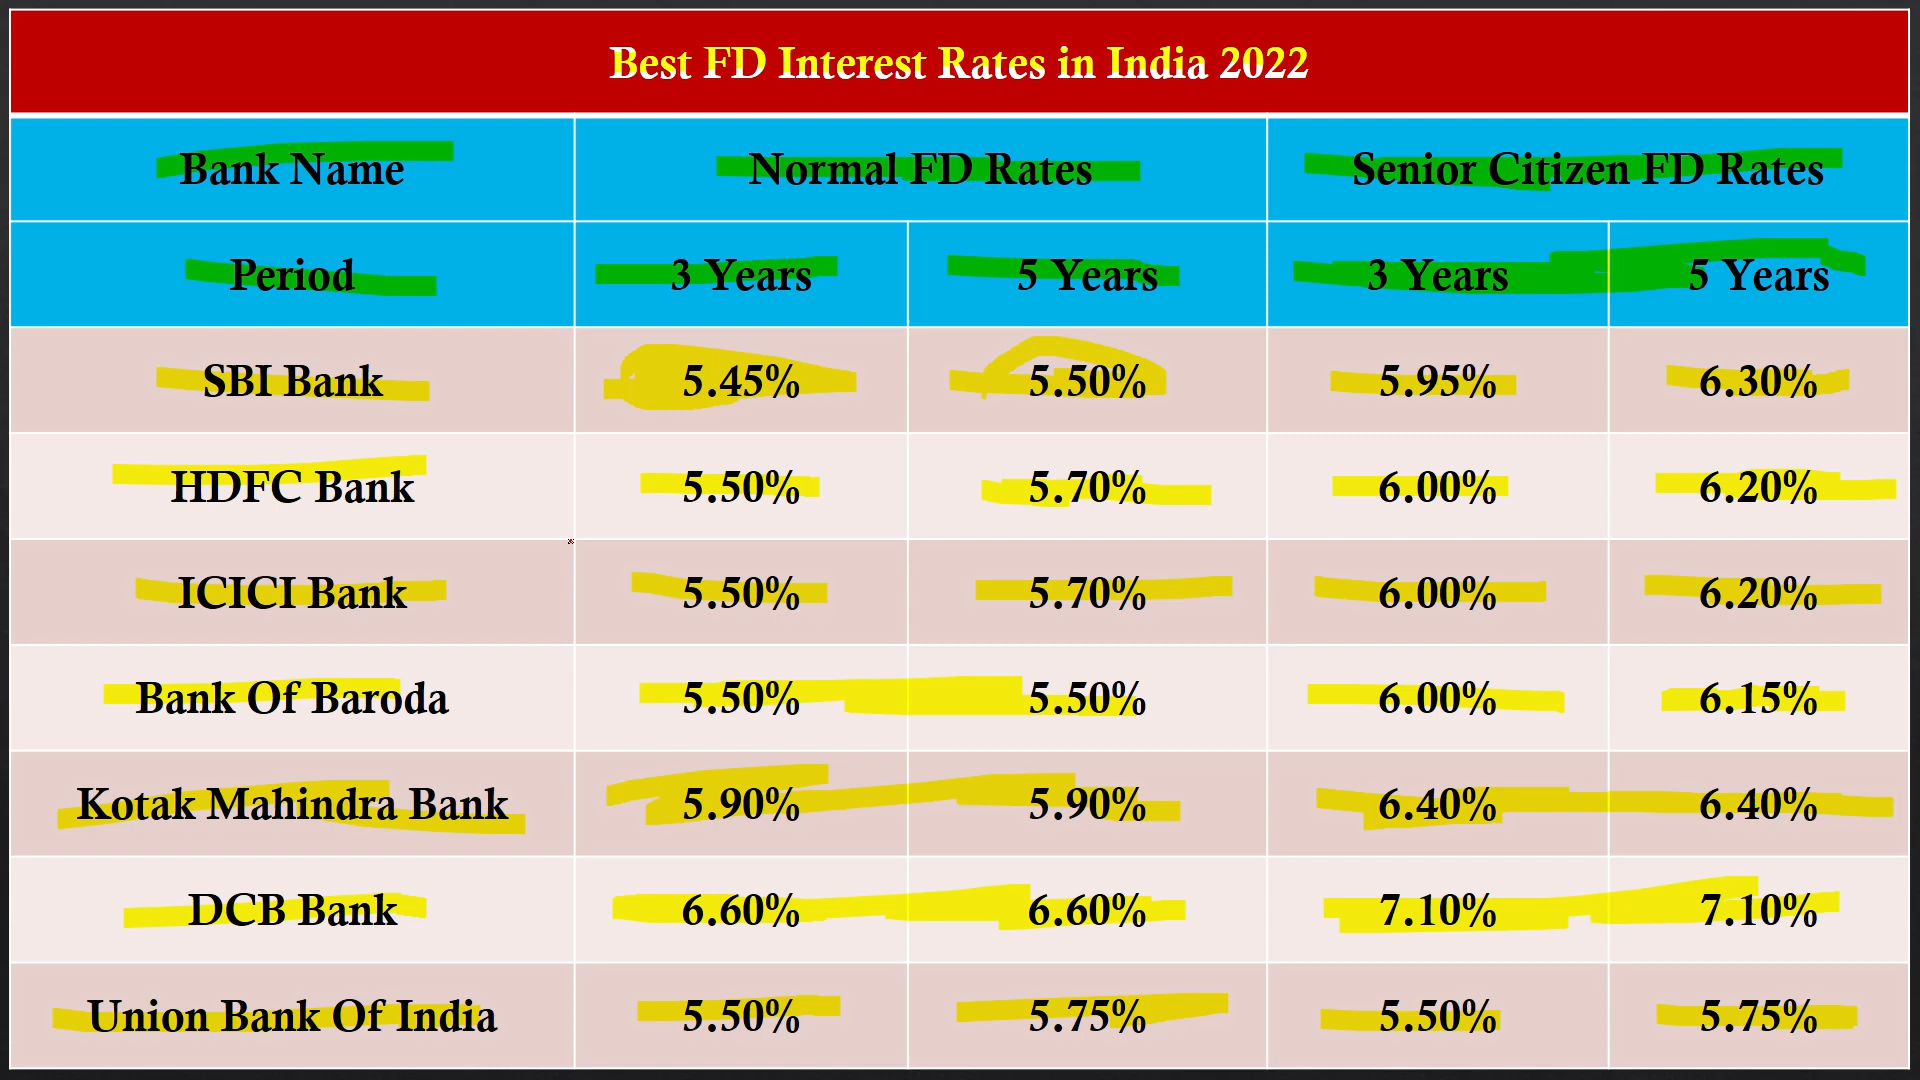 Best FD Interest Rates in India 2022
Bank Name Normal FD Rates Senior Citizen FD Rates
Period 3 Years 5 Years 3 Years 5 Years
SBI Bank 5.45% 5.50% 5.95% 6.30%
HDFC Bank 5.50% 5.70% 6.00% 6.20%
ICICI Bank 5.50% 5.70% 6.00% 6.20%
Bank Of Baroda 5.50% 5.50% 6.00% 6.15%
Kotak Mahindra Bank 5.90% 5.90% 6.40% 6.40%
DCB Bank 6.60% 6.60% 7.10% 7.10%
Union Bank Of India 5.50% 5.75% 5.50% 5.75%